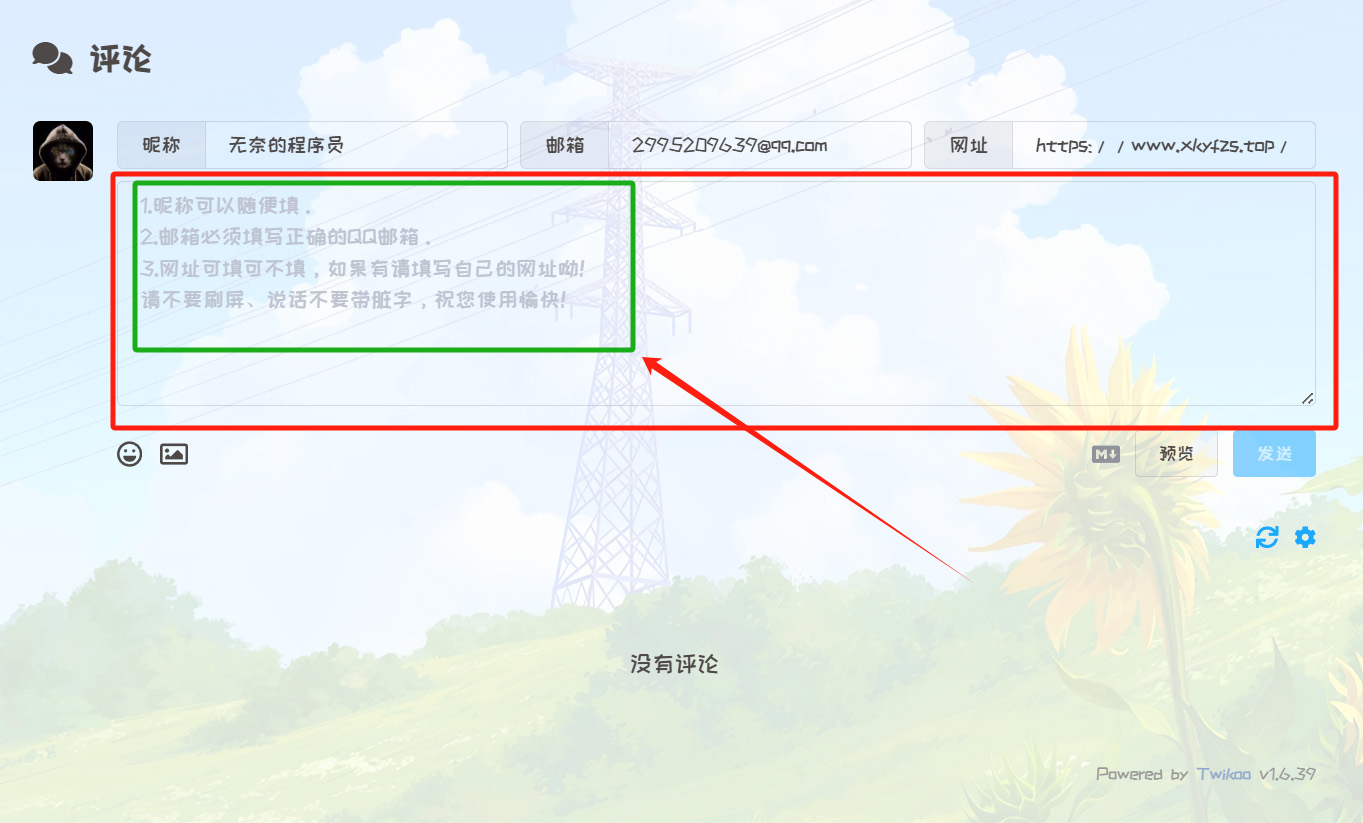 评论
昵称 无奈的程序员 邮箱 2995209639@qq.com 网址 https://www.xkyfzs.top/
1.昵称可以随便填.
2.邮箱必须填写正确的QQ邮箱.
3.网址可填可不填,如果有请填写自己的网址呦!
请不要刷屏、说话不要带脏字,祝您使用愉快!
M↓ 预览 发送
没有评论
Powered by Twikoo v1.6.39